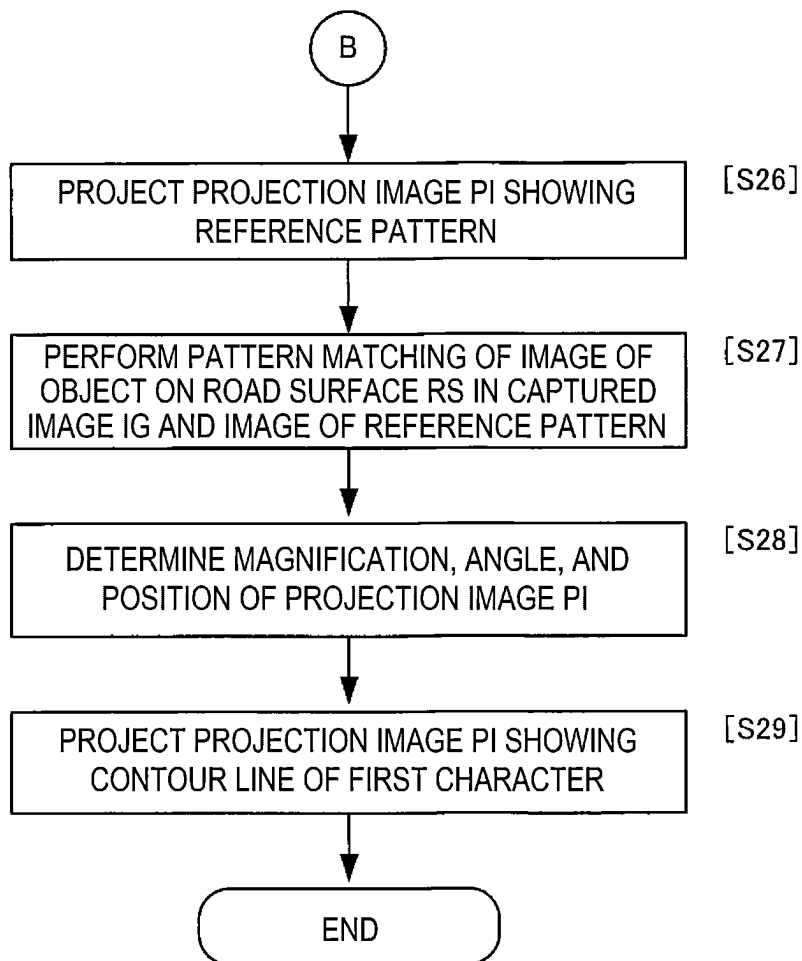 B
PROJECT PROJECTION IMAGE PI SHOWING
REFERENCE PATTERN
[S26]
PERFORM PATTERN MATCHING OF IMAGE OF
OBJECT ON ROAD SURFACE RS IN CAPTURED
IMAGE IG AND IMAGE OF REFERENCE PATTERN
[S27]
DETERMINE MAGNIFICATION, ANGLE, AND
POSITION OF PROJECTION IMAGE PI
[S28]
PROJECT PROJECTION IMAGE PI SHOWING
CONTOUR LINE OF FIRST CHARACTER
[S29]
END